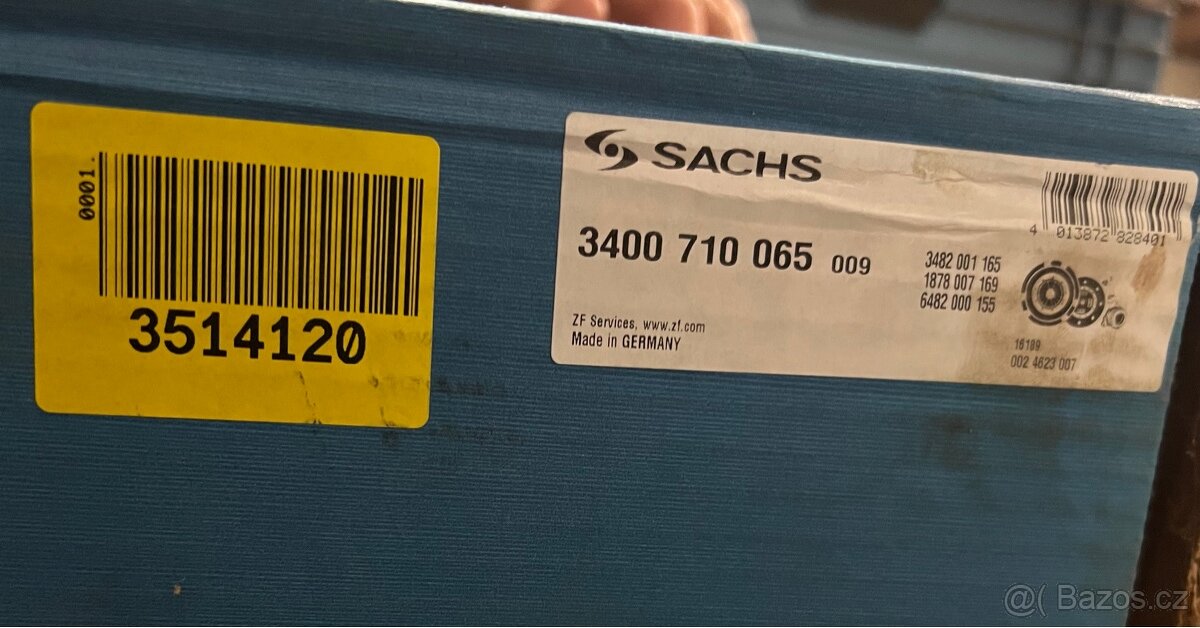 0001.
3514120
SACHS
3400 710 065 009
4 013872 828401
3482 001 165
1878 007 169
6482 000 155
ZF Services, www.zf.com
Made in GERMANY
16199
002 4623 007
@( Bazos.cz